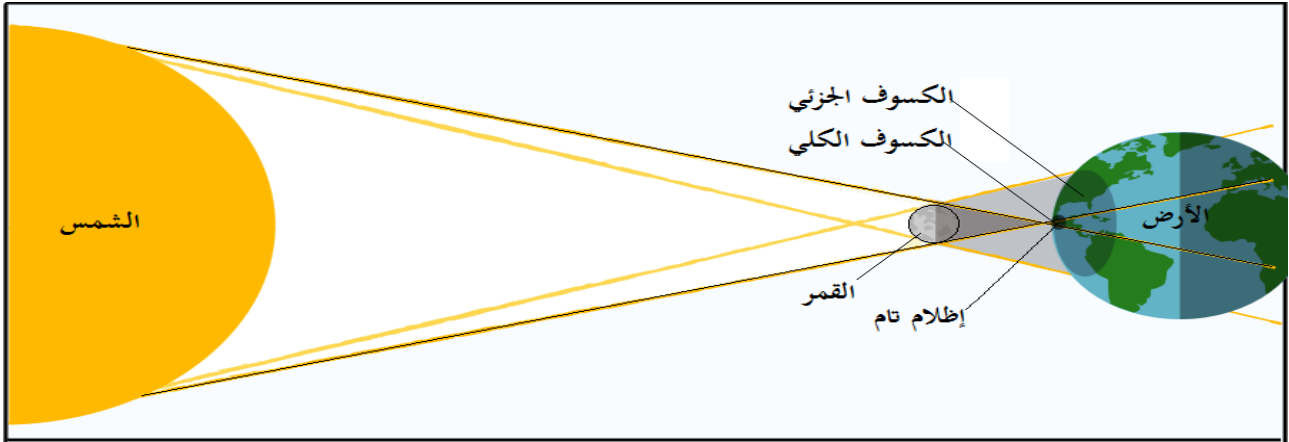 الكسوف الجزئي
الكسوف الكلي
الشمس
الأرض
القمر
إظلام تام